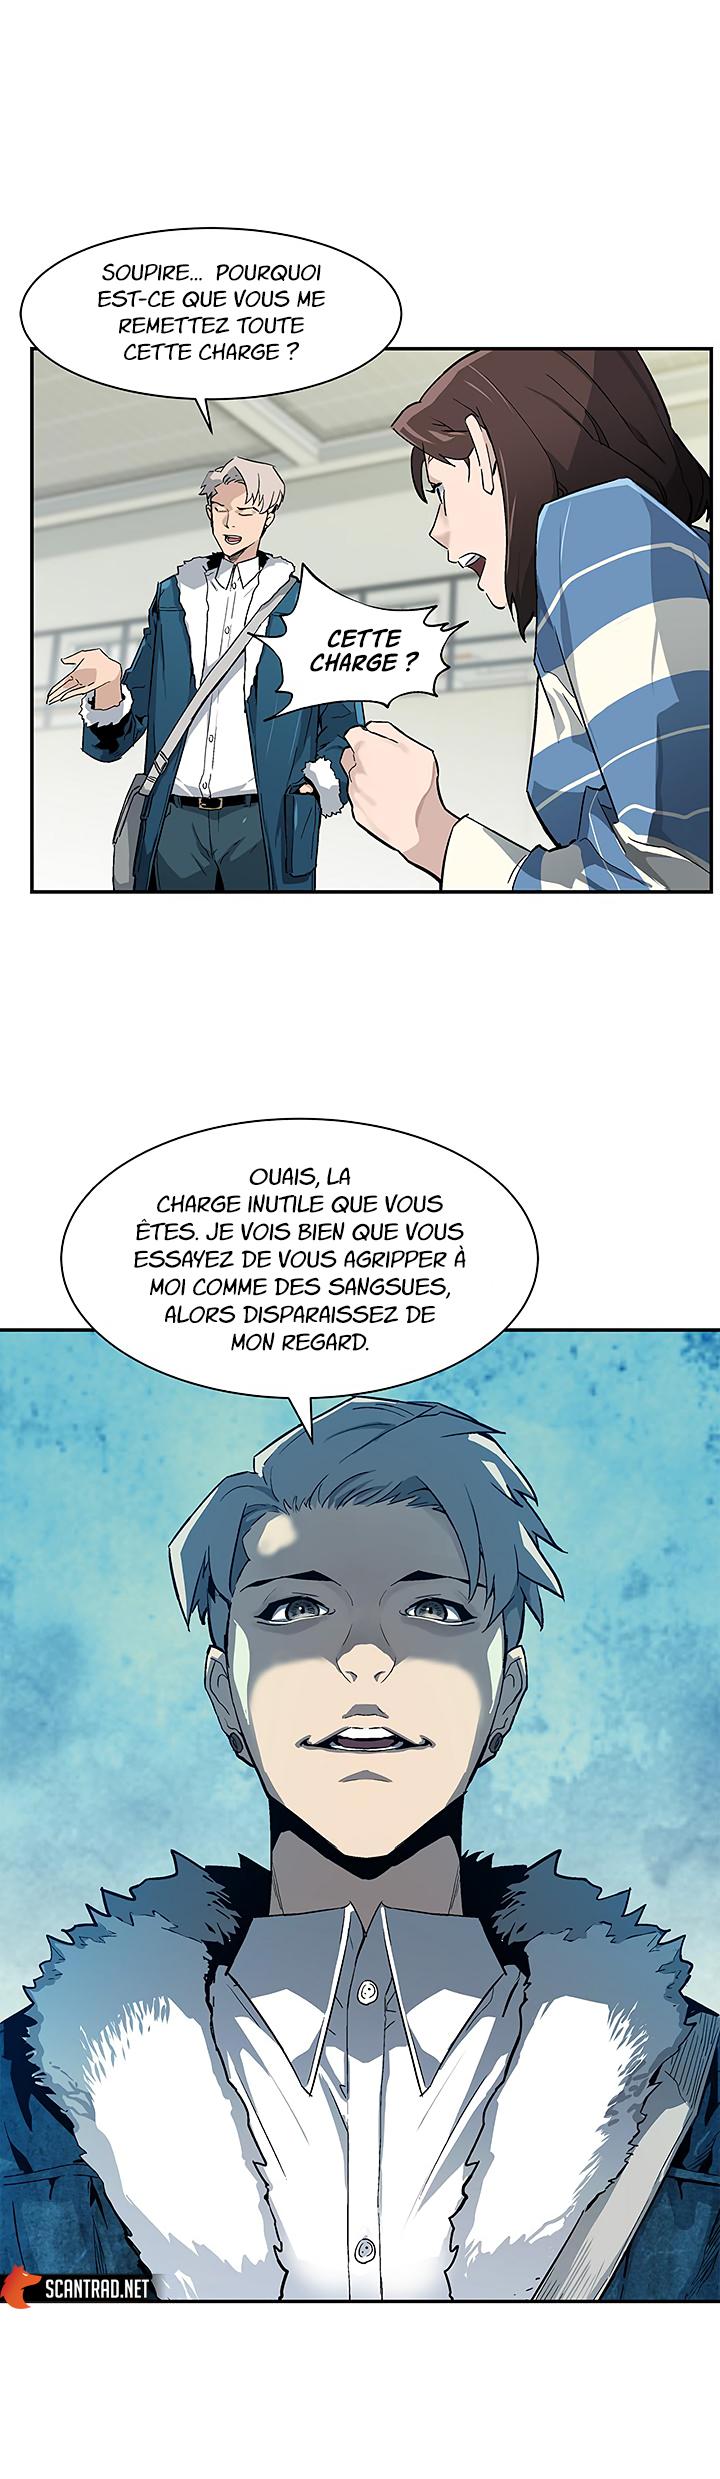 SOUPIRE... POURQUOI
EST-CE QUE VOUS ME
REMETTEZ TOUTE
CETTE CHARGE ?
CETTE
CHARGE ?
OUAIS, LA
CHARGE INUTILE QUE VOUS
ÊTES. JE VOIS BIEN QUE VOUS
ESSAYEZ DE VOUS AGRIPPER À
MOI COMME DES SANGSUES,
ALORS DISPARAISSEZ DE
MON REGARD.
SCANTRAD.NET